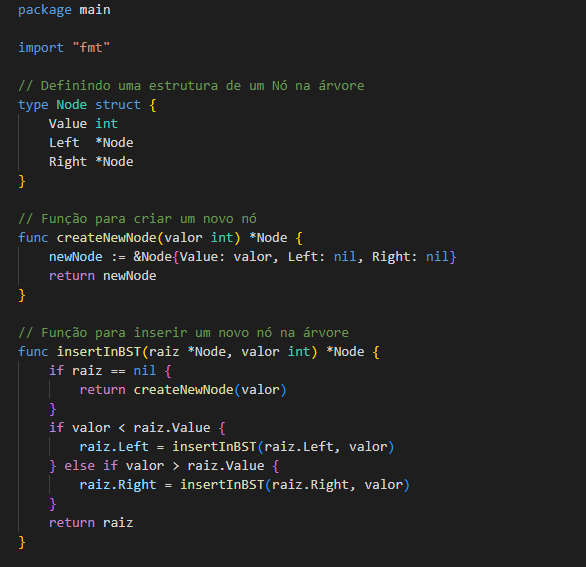 package main
import "fmt"
// Definindo uma estrutura de um Nó na árvore
type Node struct {
    Value int
    Left  *Node
    Right *Node
}
// Função para criar um novo nó
func createNewNode(valor int) *Node {
    newNode := &Node{Value: valor, Left: nil, Right: nil}
    return newNode
}
// Função para inserir um novo nó na árvore
func insertInBST(raiz *Node, valor int) *Node {
    if raiz == nil {
        return createNewNode(valor)
    }
    if valor < raiz.Value {
        raiz.Left = insertInBST(raiz.Left, valor)
    } else if valor > raiz.Value {
        raiz.Right = insertInBST(raiz.Right, valor)
    }
    return raiz
}